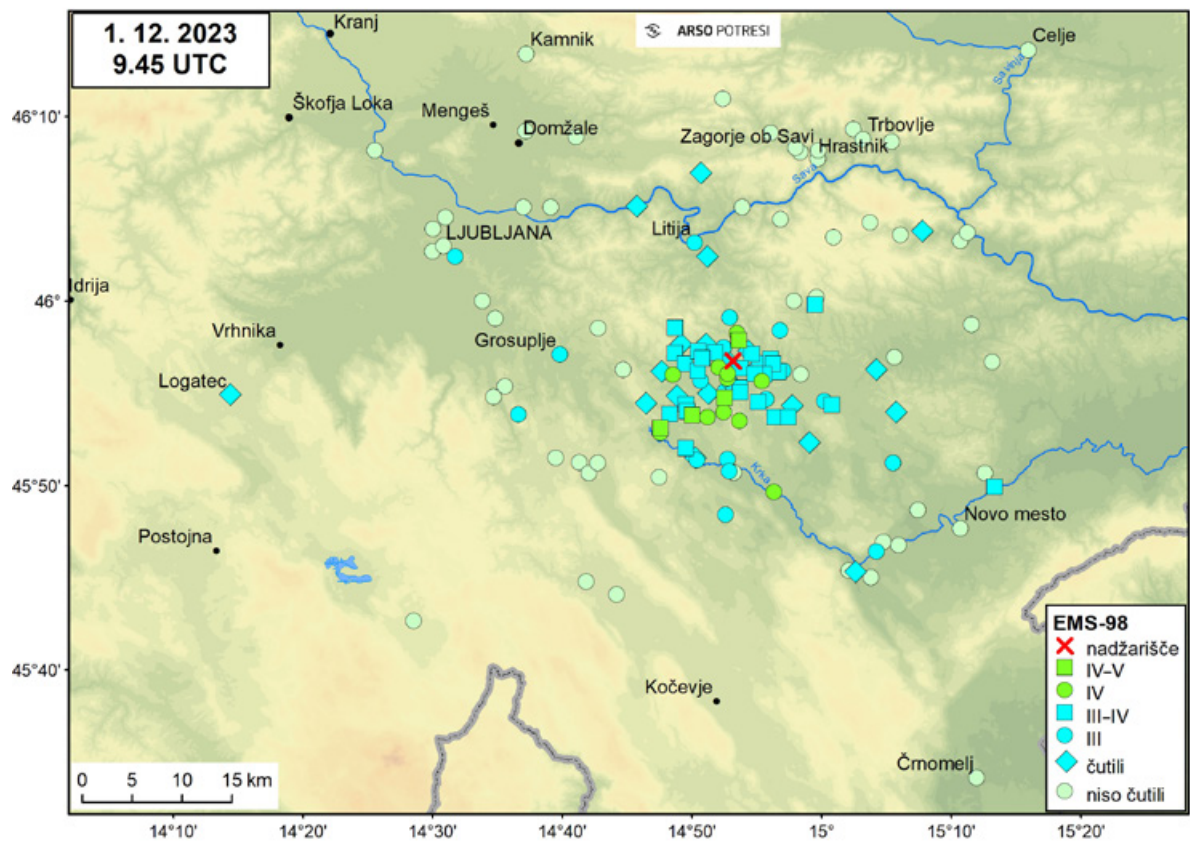 1. 12. 2023
9.45 UTC
ARSO POTRESI
Kranj
Kamnik
Celje
Savinja
Škofja Loka
Mengeš
Domžale
Zagorje ob Savi
Trbovlje
Hrastnik
Sava
LJUBLJANA
Litija
Idrija
Vrhnika
Grosuplje
Logatec
Krka
Novo mesto
Postojna
Kočevje
Črnomelj
46°10'
46°
45°50'
45°40'
EMS-98
nadžarišče
IV–V
IV
III–IV
III
čutili
niso čutili
0 5 10 15 km
14°10' 14°20' 14°30' 14°40' 14°50' 15° 15°10' 15°20'